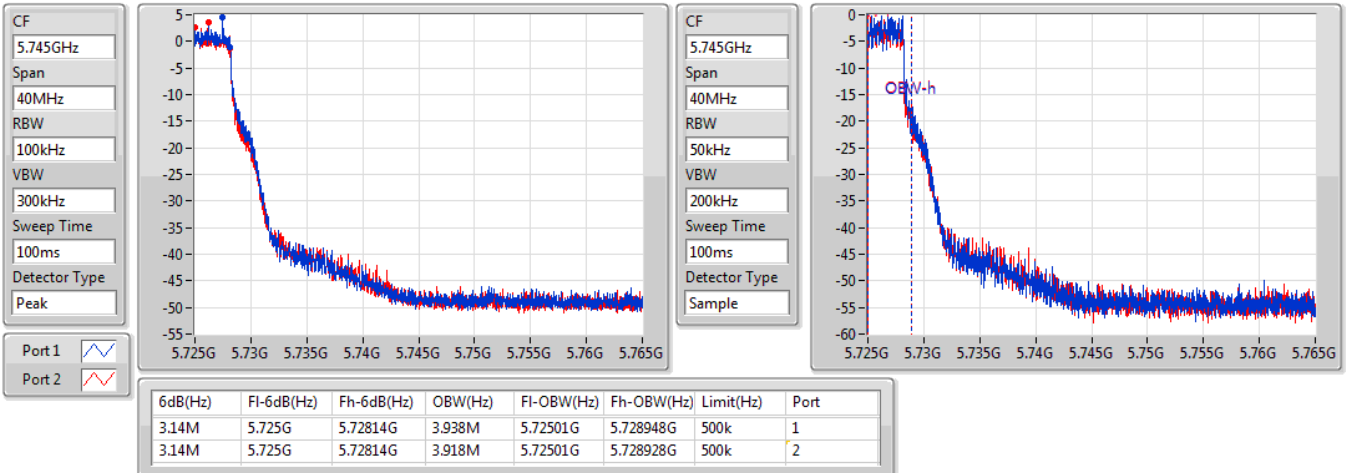 CF
5.745GHz
Span
40MHz
RBW
100kHz
VBW
300kHz
Sweep Time
100ms
Detector Type
Peak
Port 1
Port 2
5
0
-5
-10
-15
-20
-25
-30
-35
-40
-45
-50
-55
5.725G 5.73G 5.735G 5.74G 5.745G 5.75G 5.755G 5.76G 5.765G
CF
5.745GHz
Span
40MHz
RBW
50kHz
VBW
200kHz
Sweep Time
100ms
Detector Type
Sample
0
-5
-10
-15
-20
-25
-30
-35
-40
-45
-50
-55
-60
OBW-h
5.725G 5.73G 5.735G 5.74G 5.745G 5.75G 5.755G 5.76G 5.765G
6dB(Hz) Fl-6dB(Hz) Fh-6dB(Hz) OBW(Hz) Fl-OBW(Hz) Fh-OBW(Hz) Limit(Hz) Port
3.14M 5.725G 5.72814G 3.938M 5.72501G 5.728948G 500k 1
3.14M 5.725G 5.72814G 3.918M 5.72501G 5.728928G 500k 2